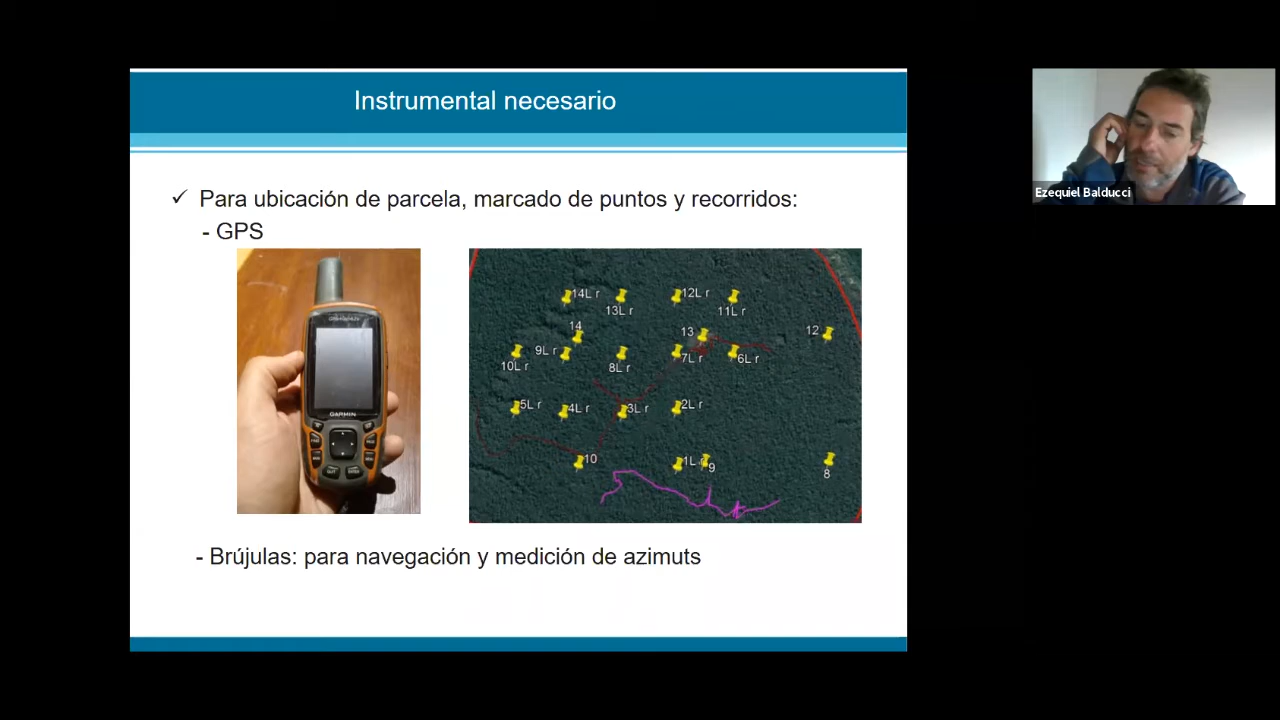 Instrumental necesario
Ezequiel Balducci
✓ Para ubicación de parcela, marcado de puntos y recorridos:
- GPS
GARMIN
14L r
13L r
12L r
11L r
14
13
12
10L r
9L r
8L r
7L r
6L r
5L r
4L r
3L r
2L r
10
1L r
9
8
- Brújulas: para navegación y medición de azimuts